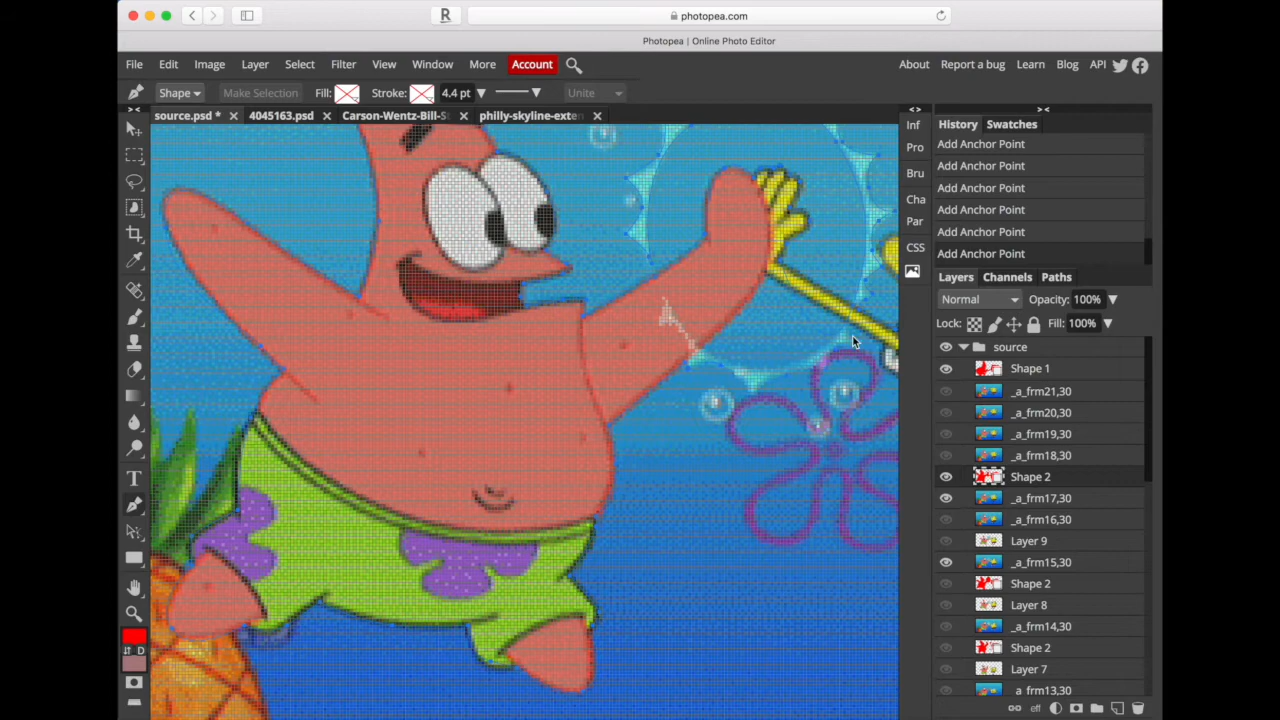 photopea.com
Photopea | Online Photo Editor
File Edit Image Layer Select Filter View Window More Account About Report a bug Learn Blog API
Shape Make Selection Fill: Stroke: 4.4 pt Unite
source.psd * 4045163.psd Carson-Wentz-Bill-S philly-skyline-exten
> < < > > <
Inf
Pro
Bru
Cha
Par
CSS
History Swatches
Add Anchor Point
Add Anchor Point
Add Anchor Point
Add Anchor Point
Add Anchor Point
Add Anchor Point
Layers Channels Paths
Normal Opacity: 100%
Lock: Fill: 100%
source
Shape 1
_a_frm21,30
_a_frm20,30
_a_frm19,30
_a_frm18,30
Shape 2
_a_frm17,30
_a_frm16,30
Layer 9
_a_frm15,30
Shape 2
Layer 8
_a_frm14,30
Shape 2
Layer 7
_a_frm13,30
D
eff